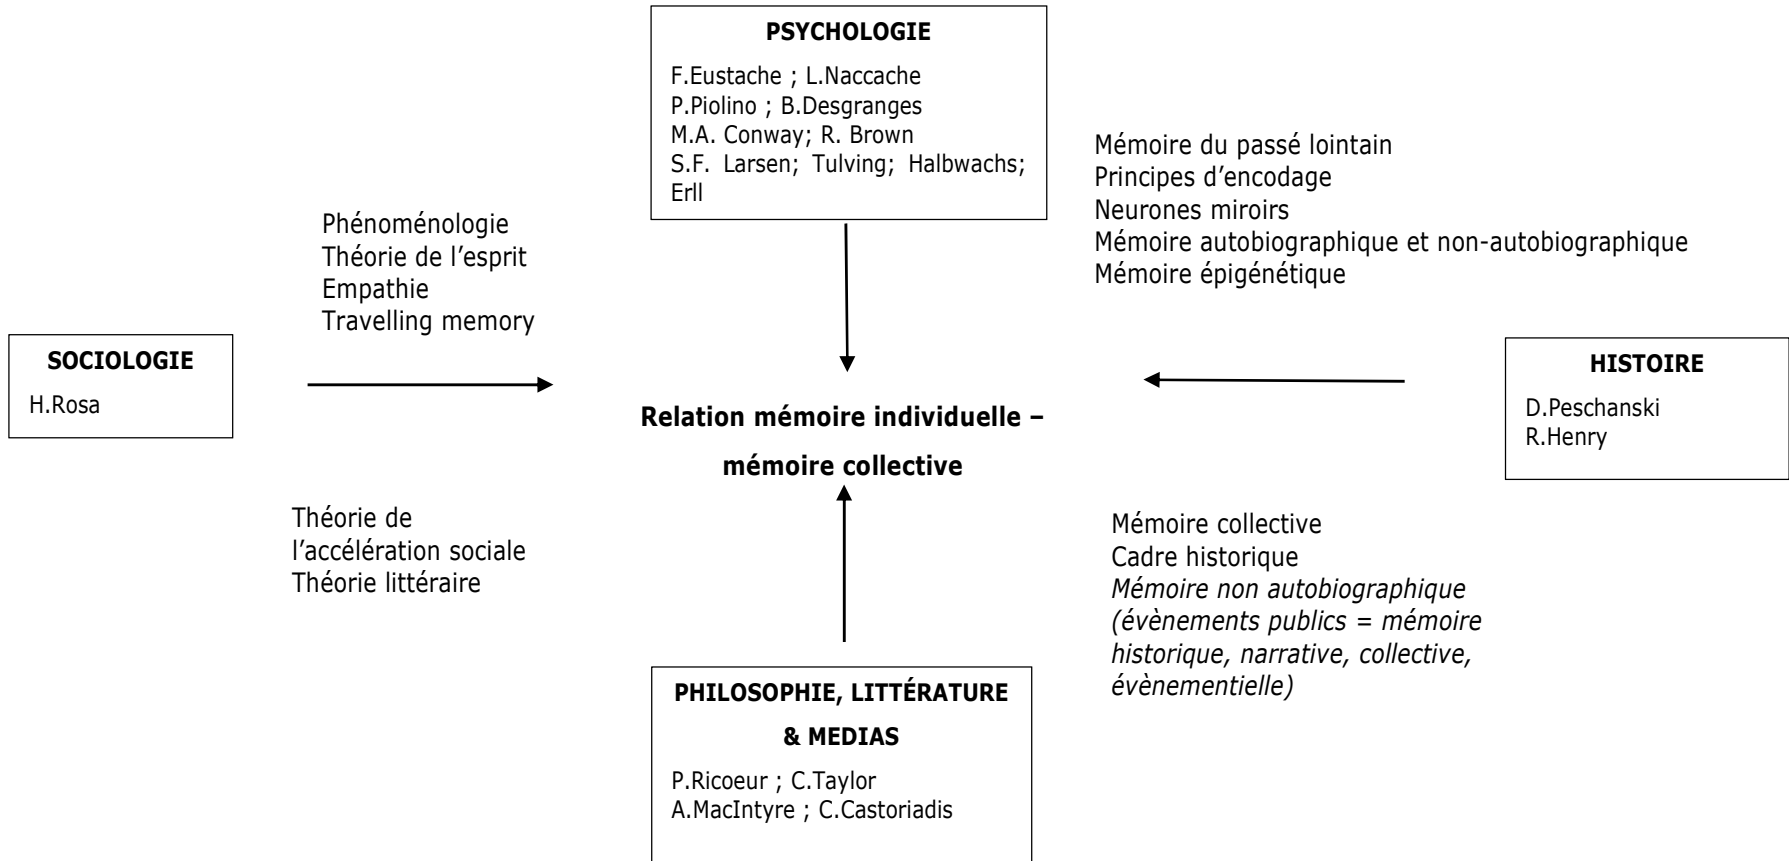 PSYCHOLOGIE
F.Eustache ; L.Naccache
P.Piolino ; B.Desgranges
M.A. Conway; R. Brown
S.F. Larsen; Tulving; Halbwachs;
Erll
Phénoménologie
Théorie de l’esprit
Empathie
Travelling memory
Mémoire du passé lointain
Principes d’encodage
Neurones miroirs
Mémoire autobiographique et non-autobiographique
Mémoire épigénétique
SOCIOLOGIE
H.Rosa
HISTOIRE
D.Peschanski
R.Henry
Relation mémoire individuelle –
mémoire collective
Théorie de
l’accélération sociale
Théorie littéraire
Mémoire collective
Cadre historique
Mémoire non autobiographique
(évènements publics = mémoire
historique, narrative, collective,
évènementielle)
PHILOSOPHIE, LITTÉRATURE
& MEDIAS
P.Ricoeur ; C.Taylor
A.MacIntyre ; C.Castoriadis